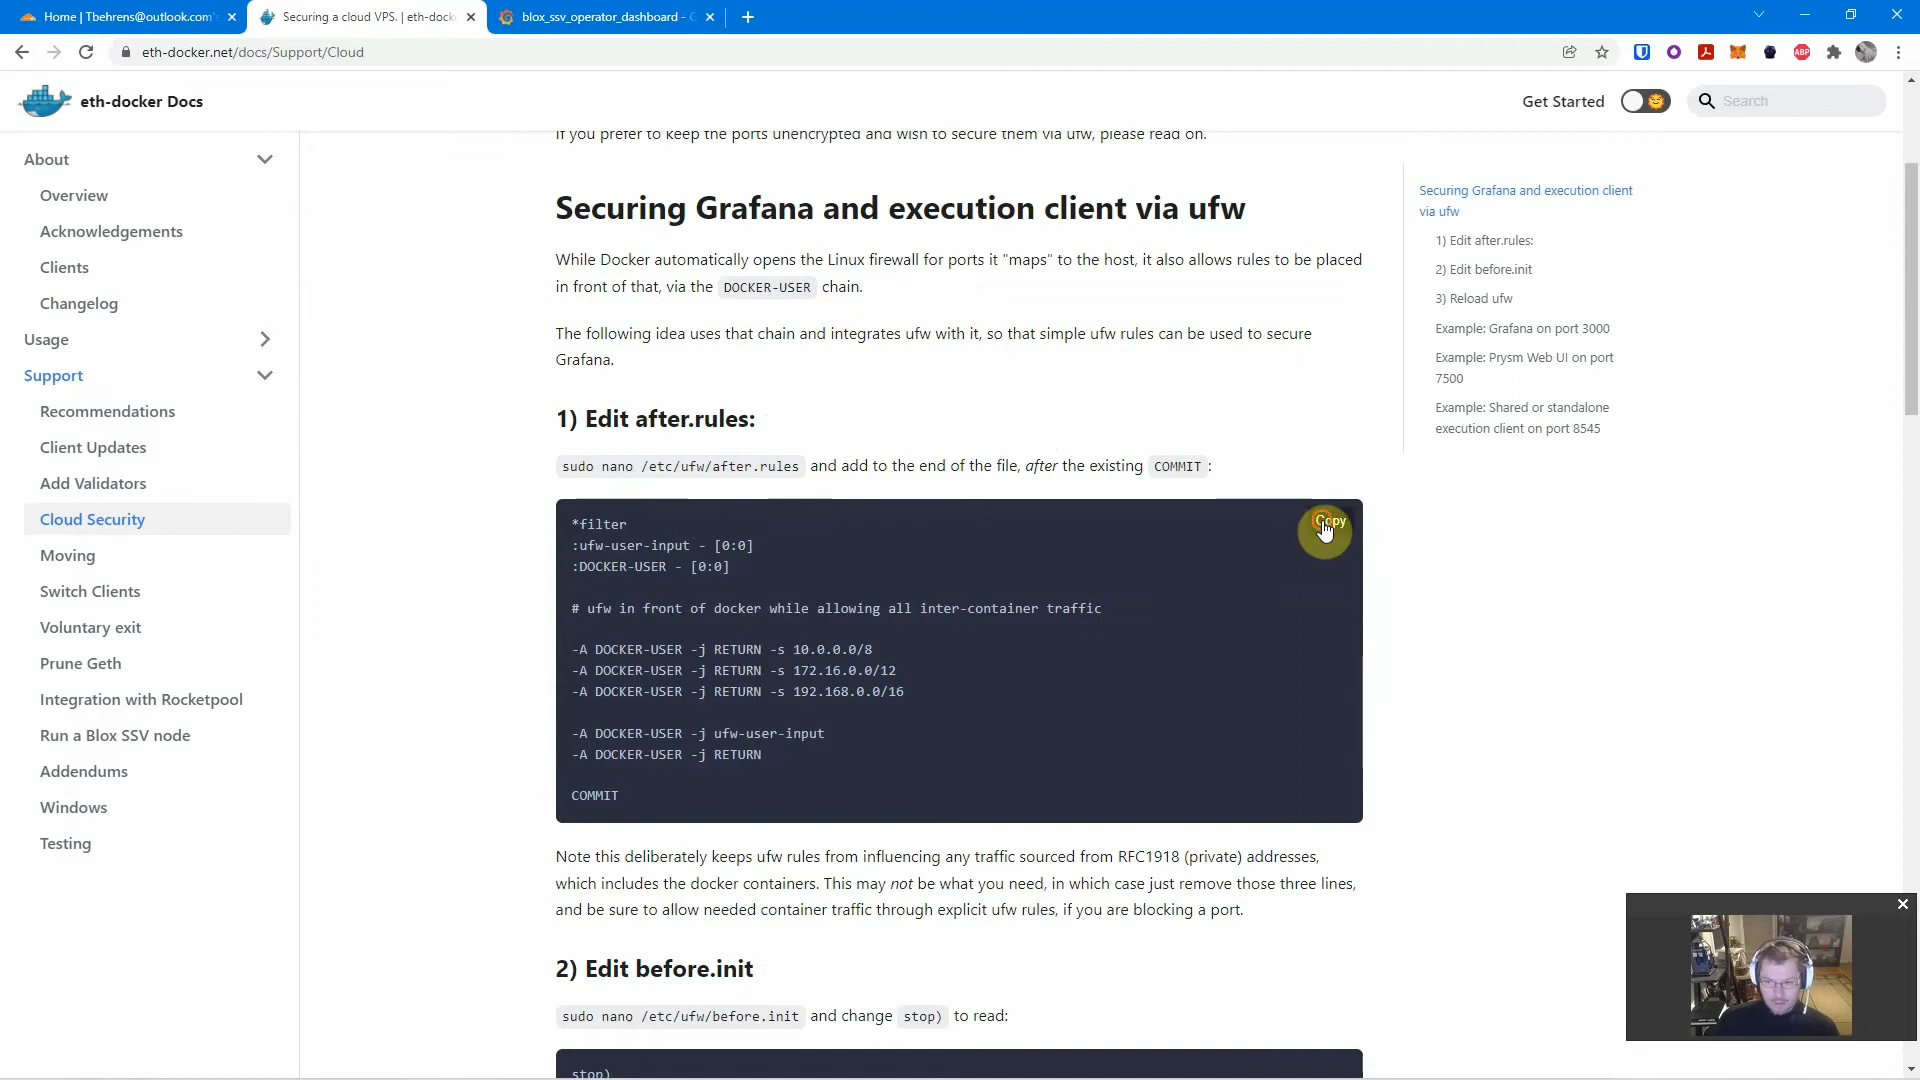 Home | Tbehrens@outlook.com'
Securing a cloud VPS. | eth-dock
blox_ssv_operator_dashboard - G
eth-docker.net/docs/Support/Cloud
ABP
eth-docker Docs
Get Started
Search
About
Overview
Acknowledgements
Clients
Changelog
Usage
Support
Recommendations
Client Updates
Add Validators
Cloud Security
Moving
Switch Clients
Voluntary exit
Prune Geth
Integration with Rocketpool
Run a Blox SSV node
Addendums
Windows
Testing
If you prefer to keep the ports unencrypted and wish to secure them via ufw, please read on.
Securing Grafana and execution client via ufw
While Docker automatically opens the Linux firewall for ports it "maps" to the host, it also allows rules to be placed
in front of that, via the DOCKER-USER chain.
The following idea uses that chain and integrates ufw with it, so that simple ufw rules can be used to secure
Grafana.
1) Edit after.rules:
sudo nano /etc/ufw/after.rules and add to the end of the file, after the existing COMMIT :
Copy
*filter
:ufw-user-input - [0:0]
:DOCKER-USER - [0:0]
# ufw in front of docker while allowing all inter-container traffic
-A DOCKER-USER -j RETURN -s 10.0.0.0/8
-A DOCKER-USER -j RETURN -s 172.16.0.0/12
-A DOCKER-USER -j RETURN -s 192.168.0.0/16
-A DOCKER-USER -j ufw-user-input
-A DOCKER-USER -j RETURN
COMMIT
Note this deliberately keeps ufw rules from influencing any traffic sourced from RFC1918 (private) addresses,
which includes the docker containers. This may not be what you need, in which case just remove those three lines,
and be sure to allow needed container traffic through explicit ufw rules, if you are blocking a port.
2) Edit before.init
sudo nano /etc/ufw/before.init and change stop) to read:
stop)
Securing Grafana and execution client
via ufw
1) Edit after.rules:
2) Edit before.init
3) Reload ufw
Example: Grafana on port 3000
Example: Prysm Web UI on port
7500
Example: Shared or standalone
execution client on port 8545